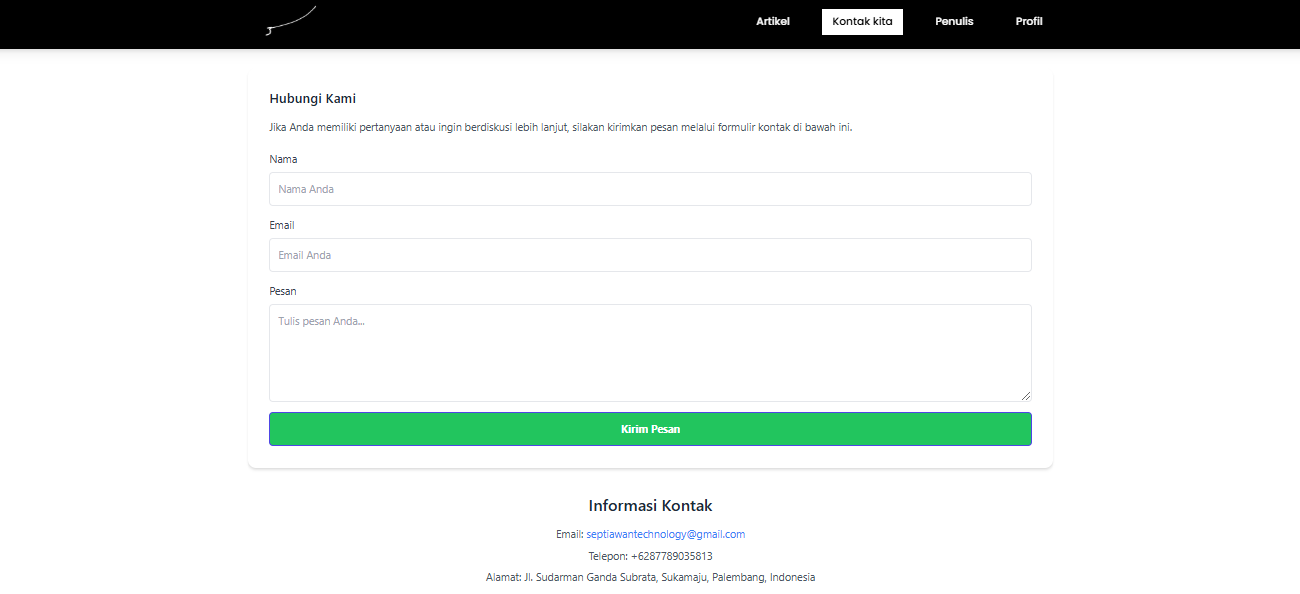 Artikel Kontak kita Penulis Profil
Hubungi Kami
Jika Anda memiliki pertanyaan atau ingin berdiskusi lebih lanjut, silakan kirimkan pesan melalui formulir kontak di bawah ini.
Nama
Nama Anda
Email
Email Anda
Pesan
Tulis pesan Anda...
Kirim Pesan
Informasi Kontak
Email: septiawantechnology@gmail.com
Telepon: +6287789035813
Alamat: Jl. Sudarman Ganda Subrata, Sukamaju, Palembang, Indonesia